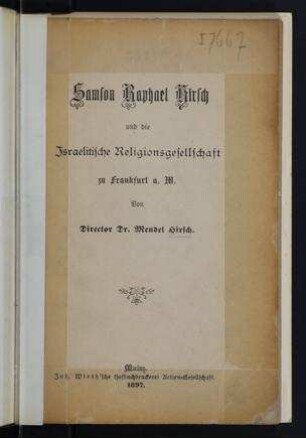 57667
Samson Raphael Hirsch
und die
Israelitische Religionsgesellschaft
zu Frankfurt a. M.
Von
Director Dr. Mendel Hirsch.
Mainz.
Joh. Wirth'sche Hofbuchdruckerei Actiengesellschaft.
1897.